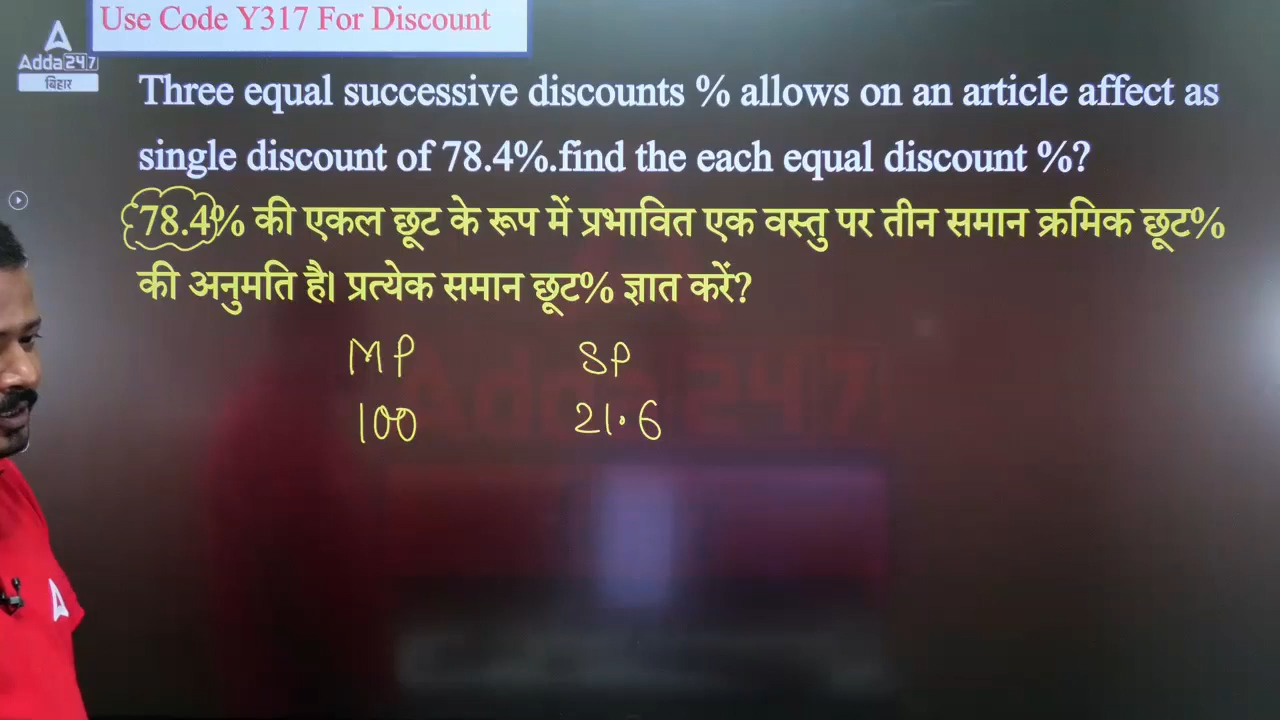 Use Code Y317 For Discount
Adda247
बिहार
Three equal successive discounts % allows on an article affect as
single discount of 78.4%.find the each equal discount %?
78.4% की एकल छूट के रूप में प्रभावित एक वस्तु पर तीन समान क्रमिक छूट%
की अनुमति है। प्रत्येक समान छूट% ज्ञात करें?
MP SP
100 21.6
Adda 247